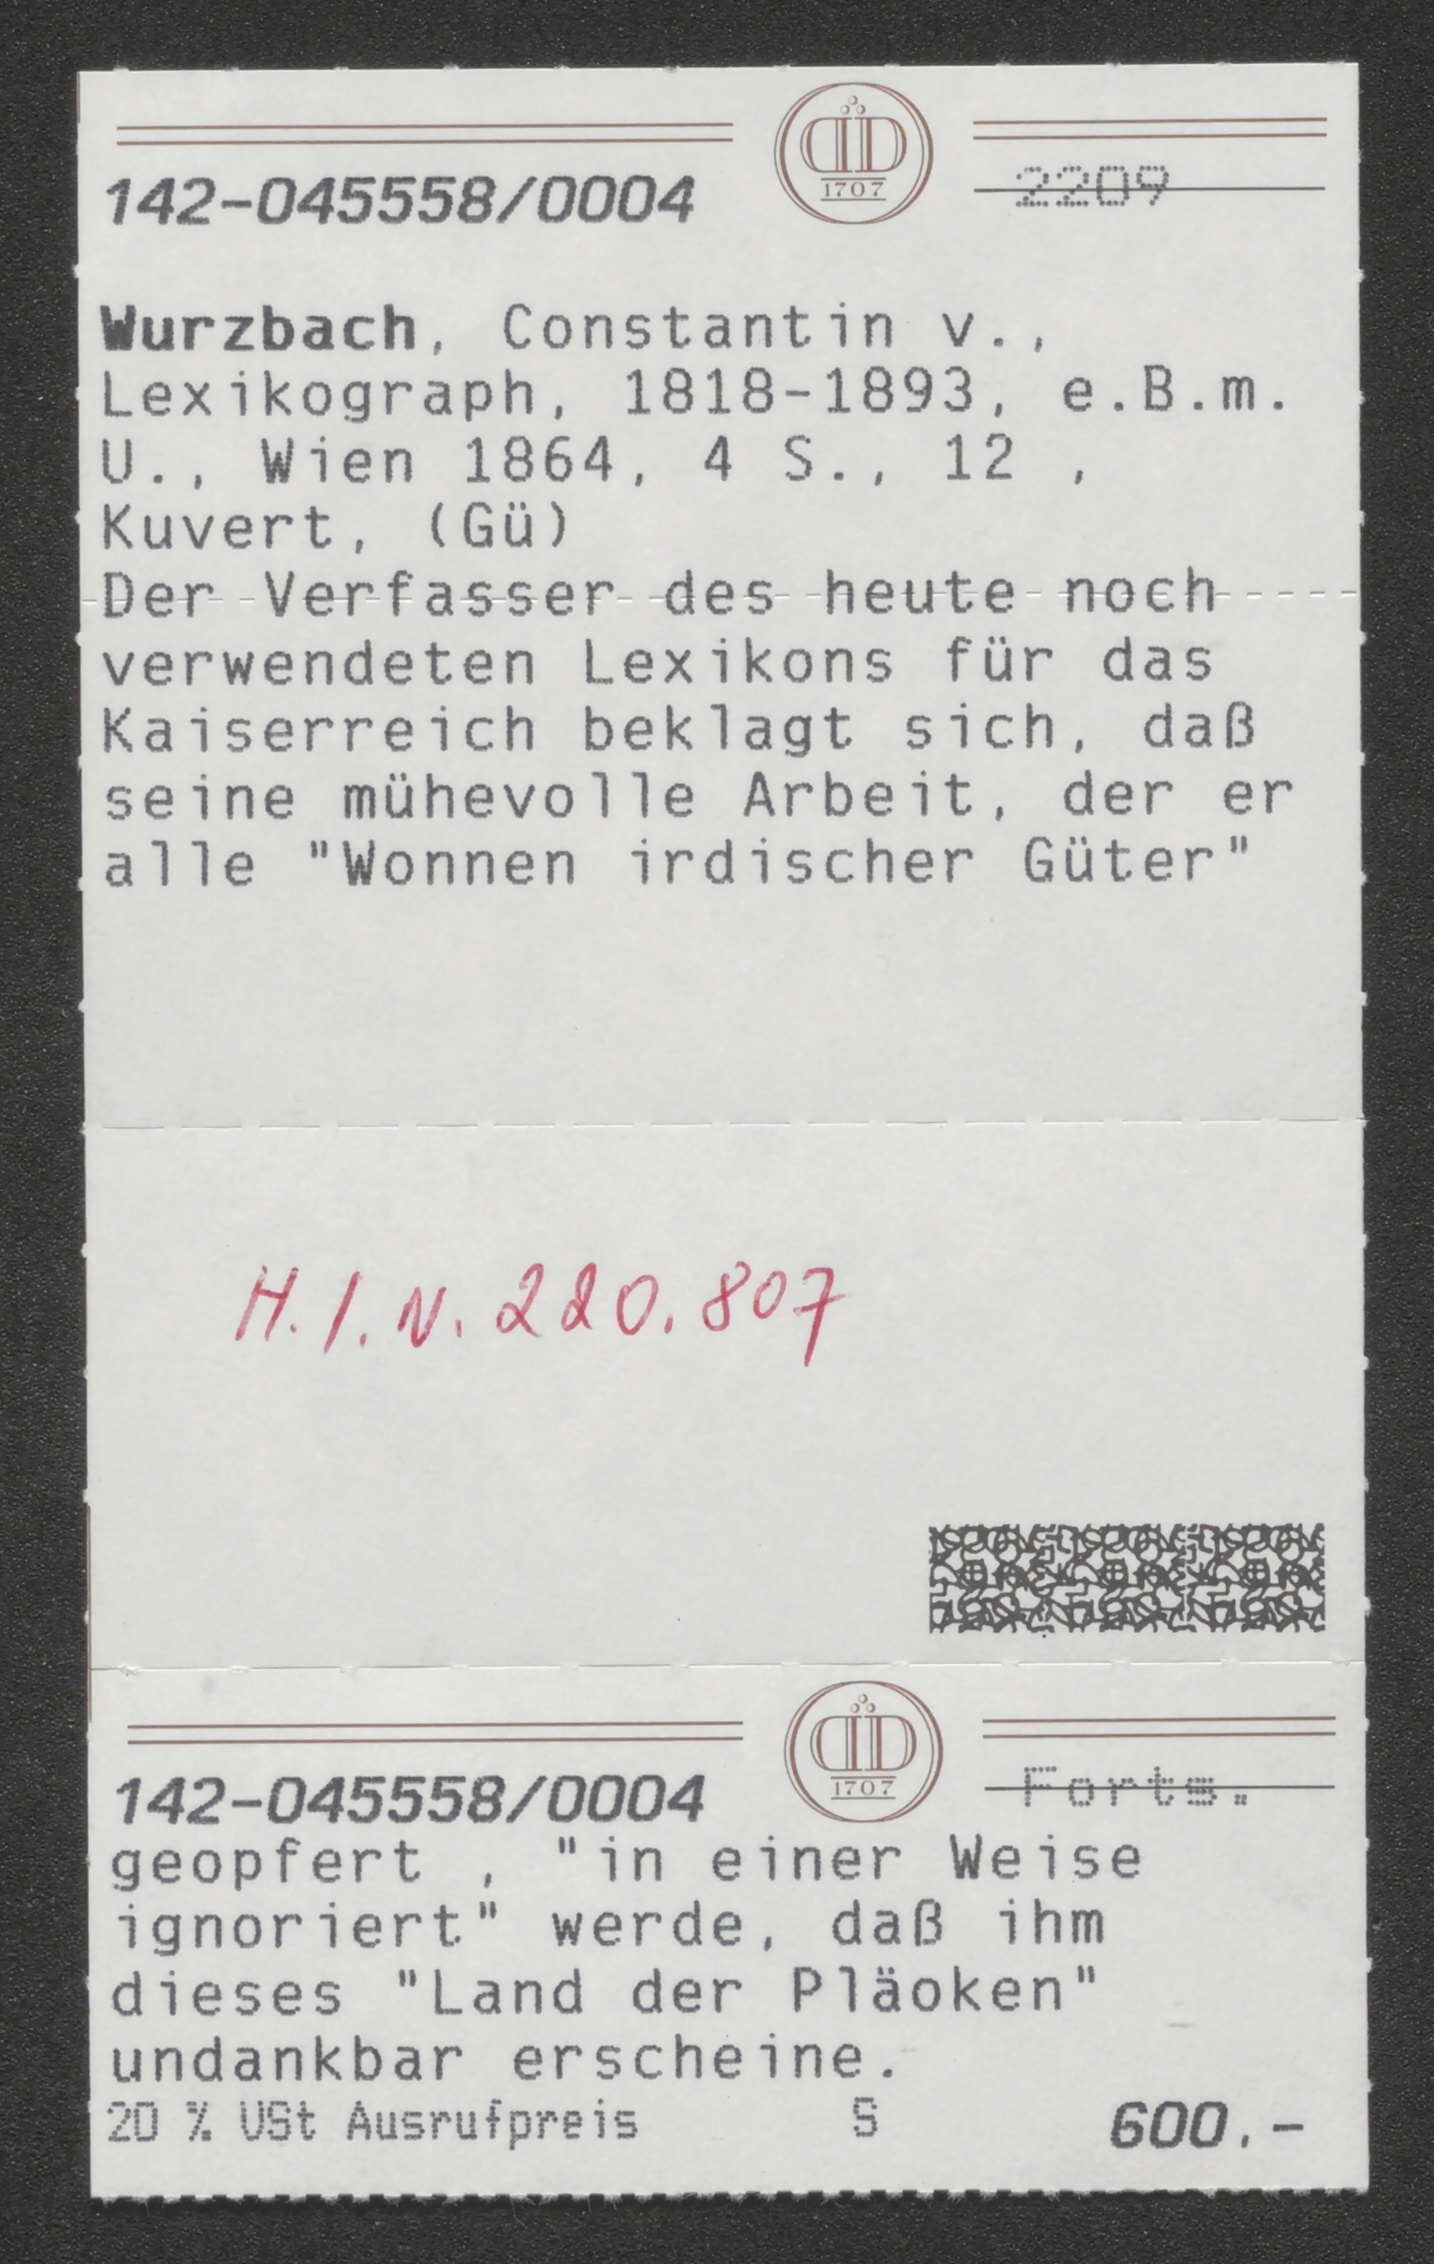 142-045558/0004
DD
1707
2209
Wurzbach, Constantin v.,
Lexikograph, 1818-1893, e.B.m.
U., Wien 1864, 4 S., 12 ,
Kuvert, (Gü)
Der Verfasser des heute noch
verwendeten Lexikons für das
Kaiserreich beklagt sich, daß
seine mühevolle Arbeit, der er
alle "Wonnen irdischer Güter"
H.I.N. 220.807
142-045558/0004
DD
1707
Forts.
geopfert , "in einer Weise
ignoriert" werde, daß ihm
dieses "Land der Pläoken"
undankbar erscheine.
20 % USt Ausrufpreis S 600.-